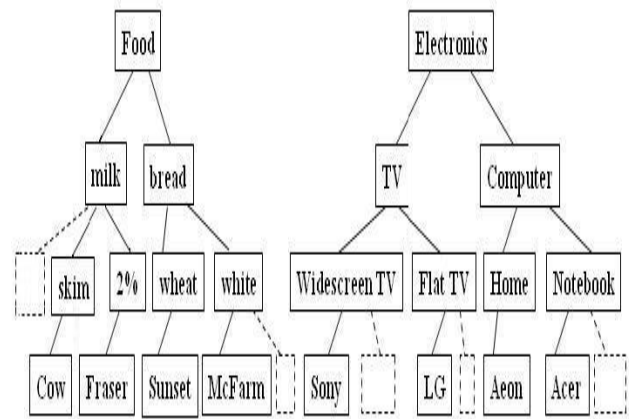 Food
Electronics
milk
bread
TV
Computer
skim
2%
wheat
white
Widescreen TV
Flat TV
Home
Notebook
Cow
Fraser
Sunset
McFarm
Sony
LG
Aeon
Acer